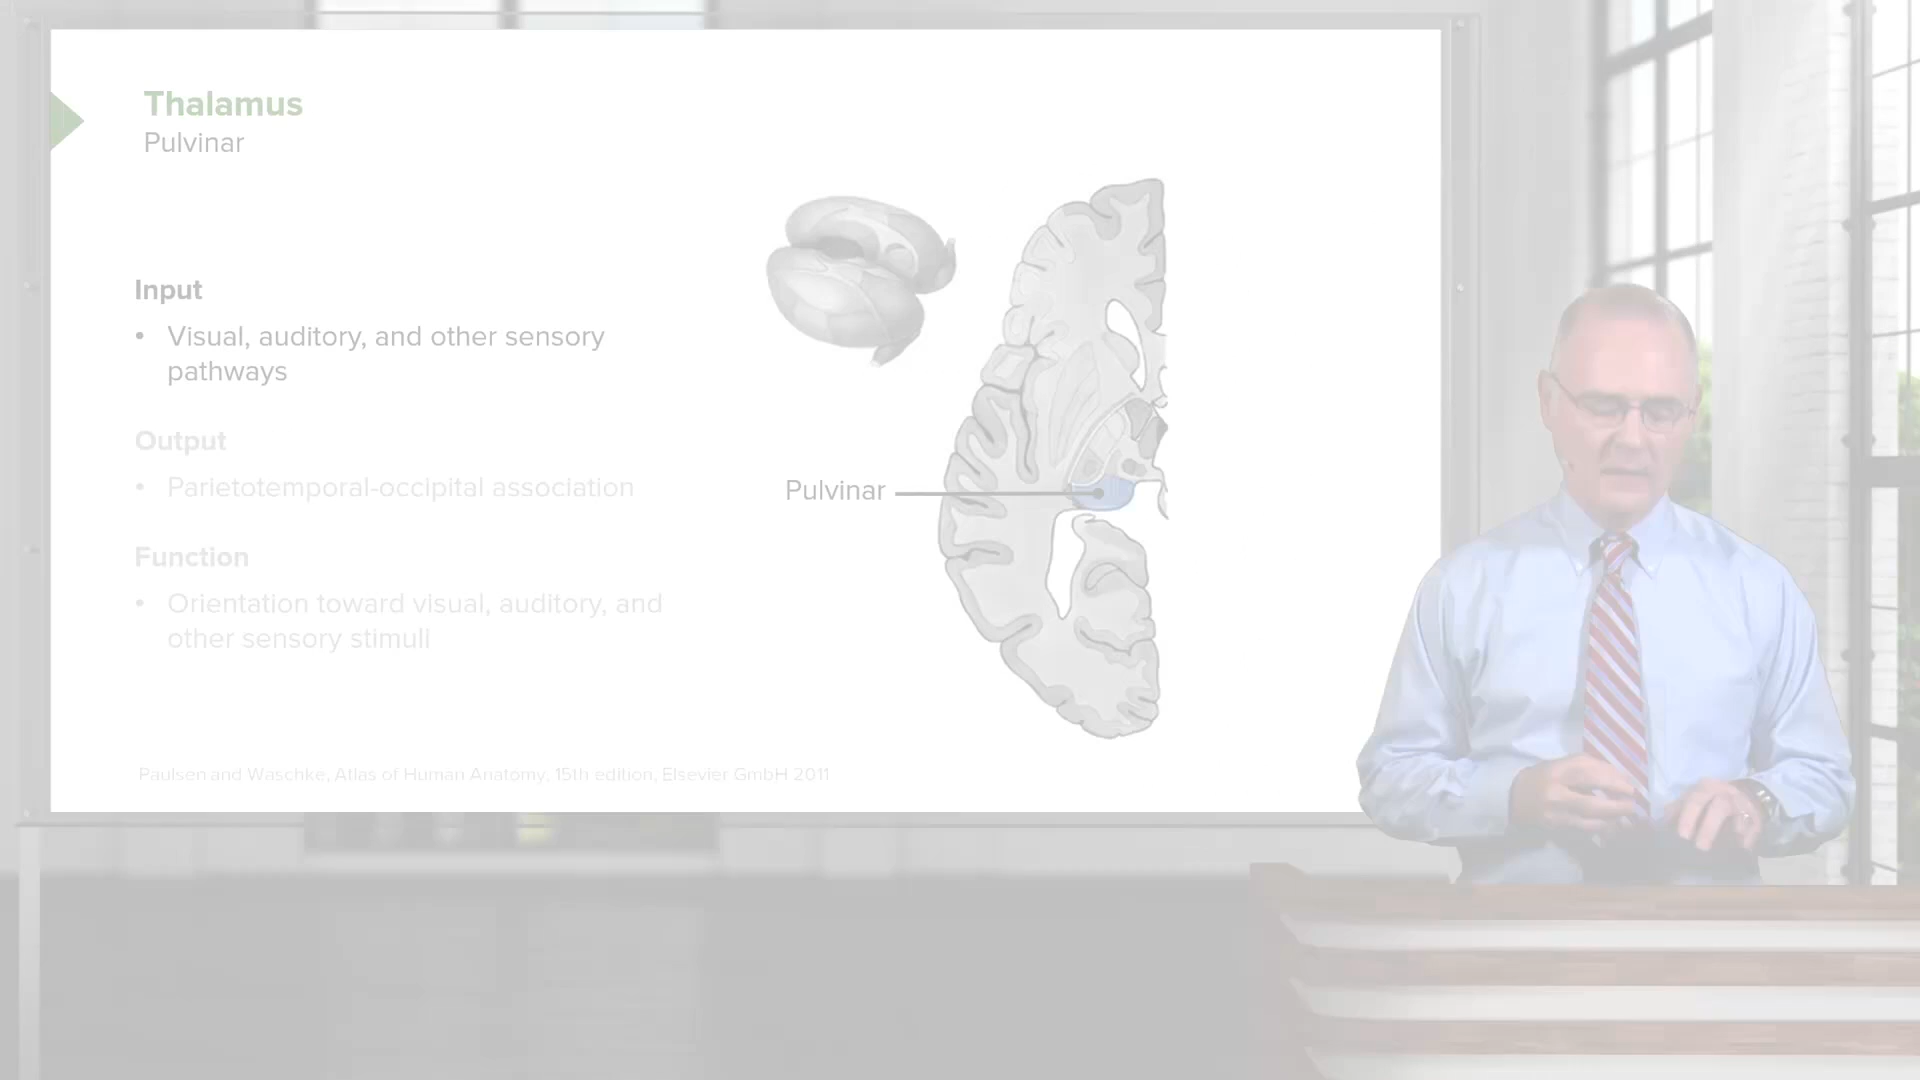 Thalamus
Pulvinar
Input
• Visual, auditory, and other sensory
pathways
Output
• Parietotemporal-occipital association
Function
• Orientation toward visual, auditory, and
other sensory stimuli
Pulvinar
Paulsen and Waschke, Atlas of Human Anatomy, 15th edition, Elsevier GmbH 2011